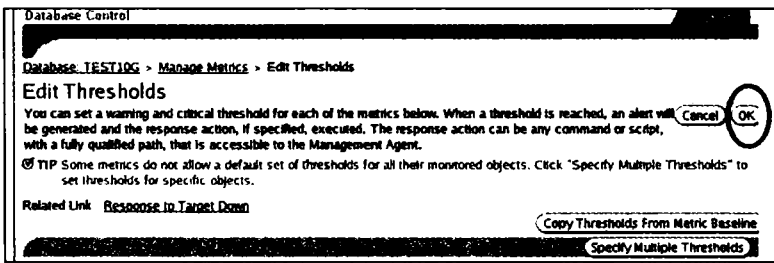 Database Control
Database: TEST10G > Manage Metrics > Edit Thresholds
Edit Thresholds
You can set a warning and critical threshold for each of the metrics below. When a threshold is reached, an alert will
be generated and the response action, if specified, executed. The response action can be any command or script,
with a fully qualified path, that is accessible to the Management Agent.
Cancel OK
TIP Some metrics do not allow a default set of thresholds for all their monitored objects. Click "Specify Multiple Thresholds" to
set thresholds for specific objects.
Related Link Response to Target Down
Copy Thresholds From Metric Baseline
Specify Multiple Thresholds